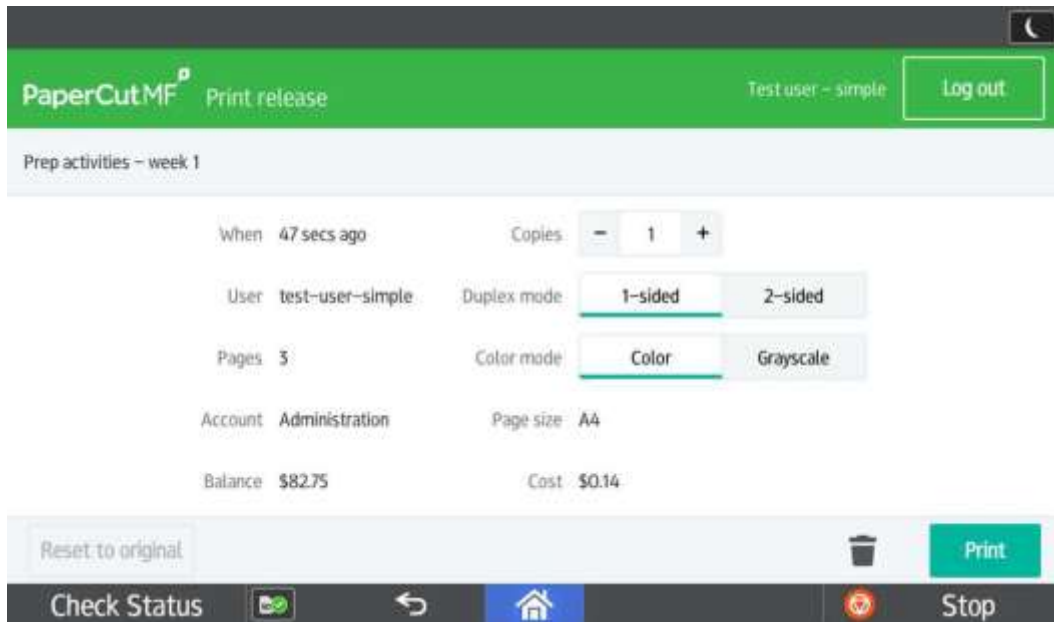 PaperCutMF Print release Test user – simple Log out
Prep activities – week 1
When 47 secs ago Copies − 1 +
User test-user-simple Duplex mode 1-sided 2-sided
Pages 3 Color mode Color Grayscale
Account Administration Page size A4
Balance $82.75 Cost $0.14
Reset to original Print
Check Status Stop